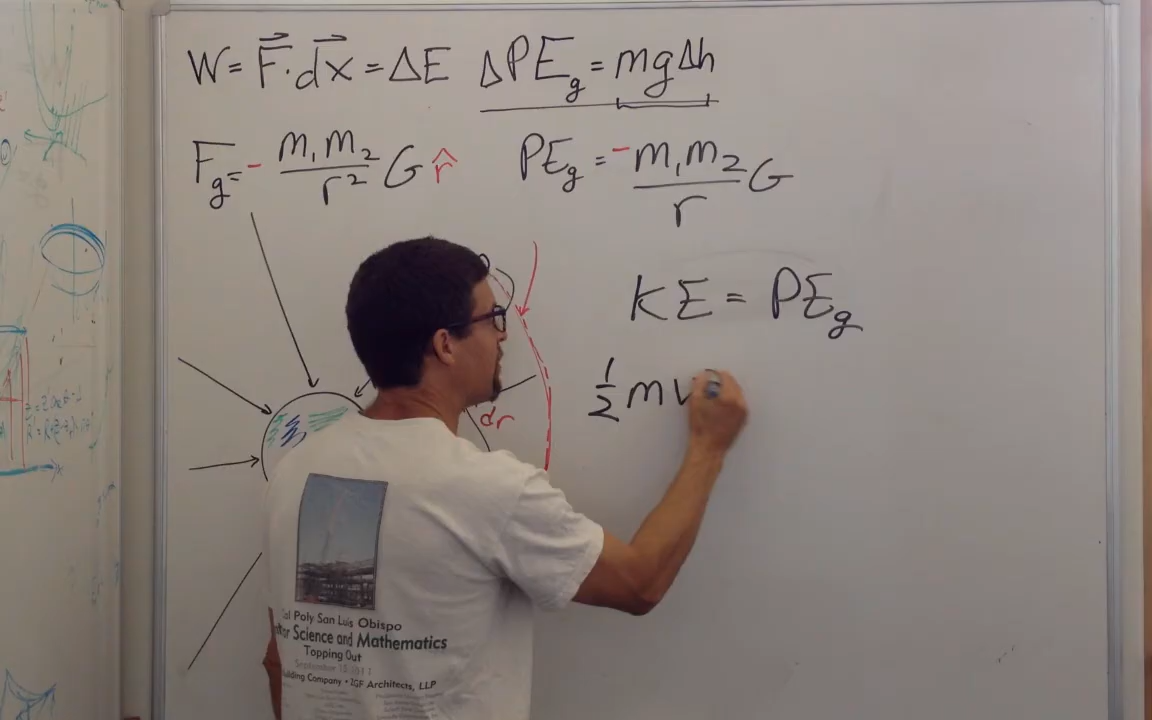 W = F⃗ · dx⃗ = ΔE ΔPE_g = mgΔh
F_g = - m₁m₂/r² G r̂ PE_g = - m₁m₂/r G
KE = PE_g
½ m v
dr
Cal Poly San Luis Obispo
Science and Mathematics
Topping Out
Building Company • IGF Architects, LLP